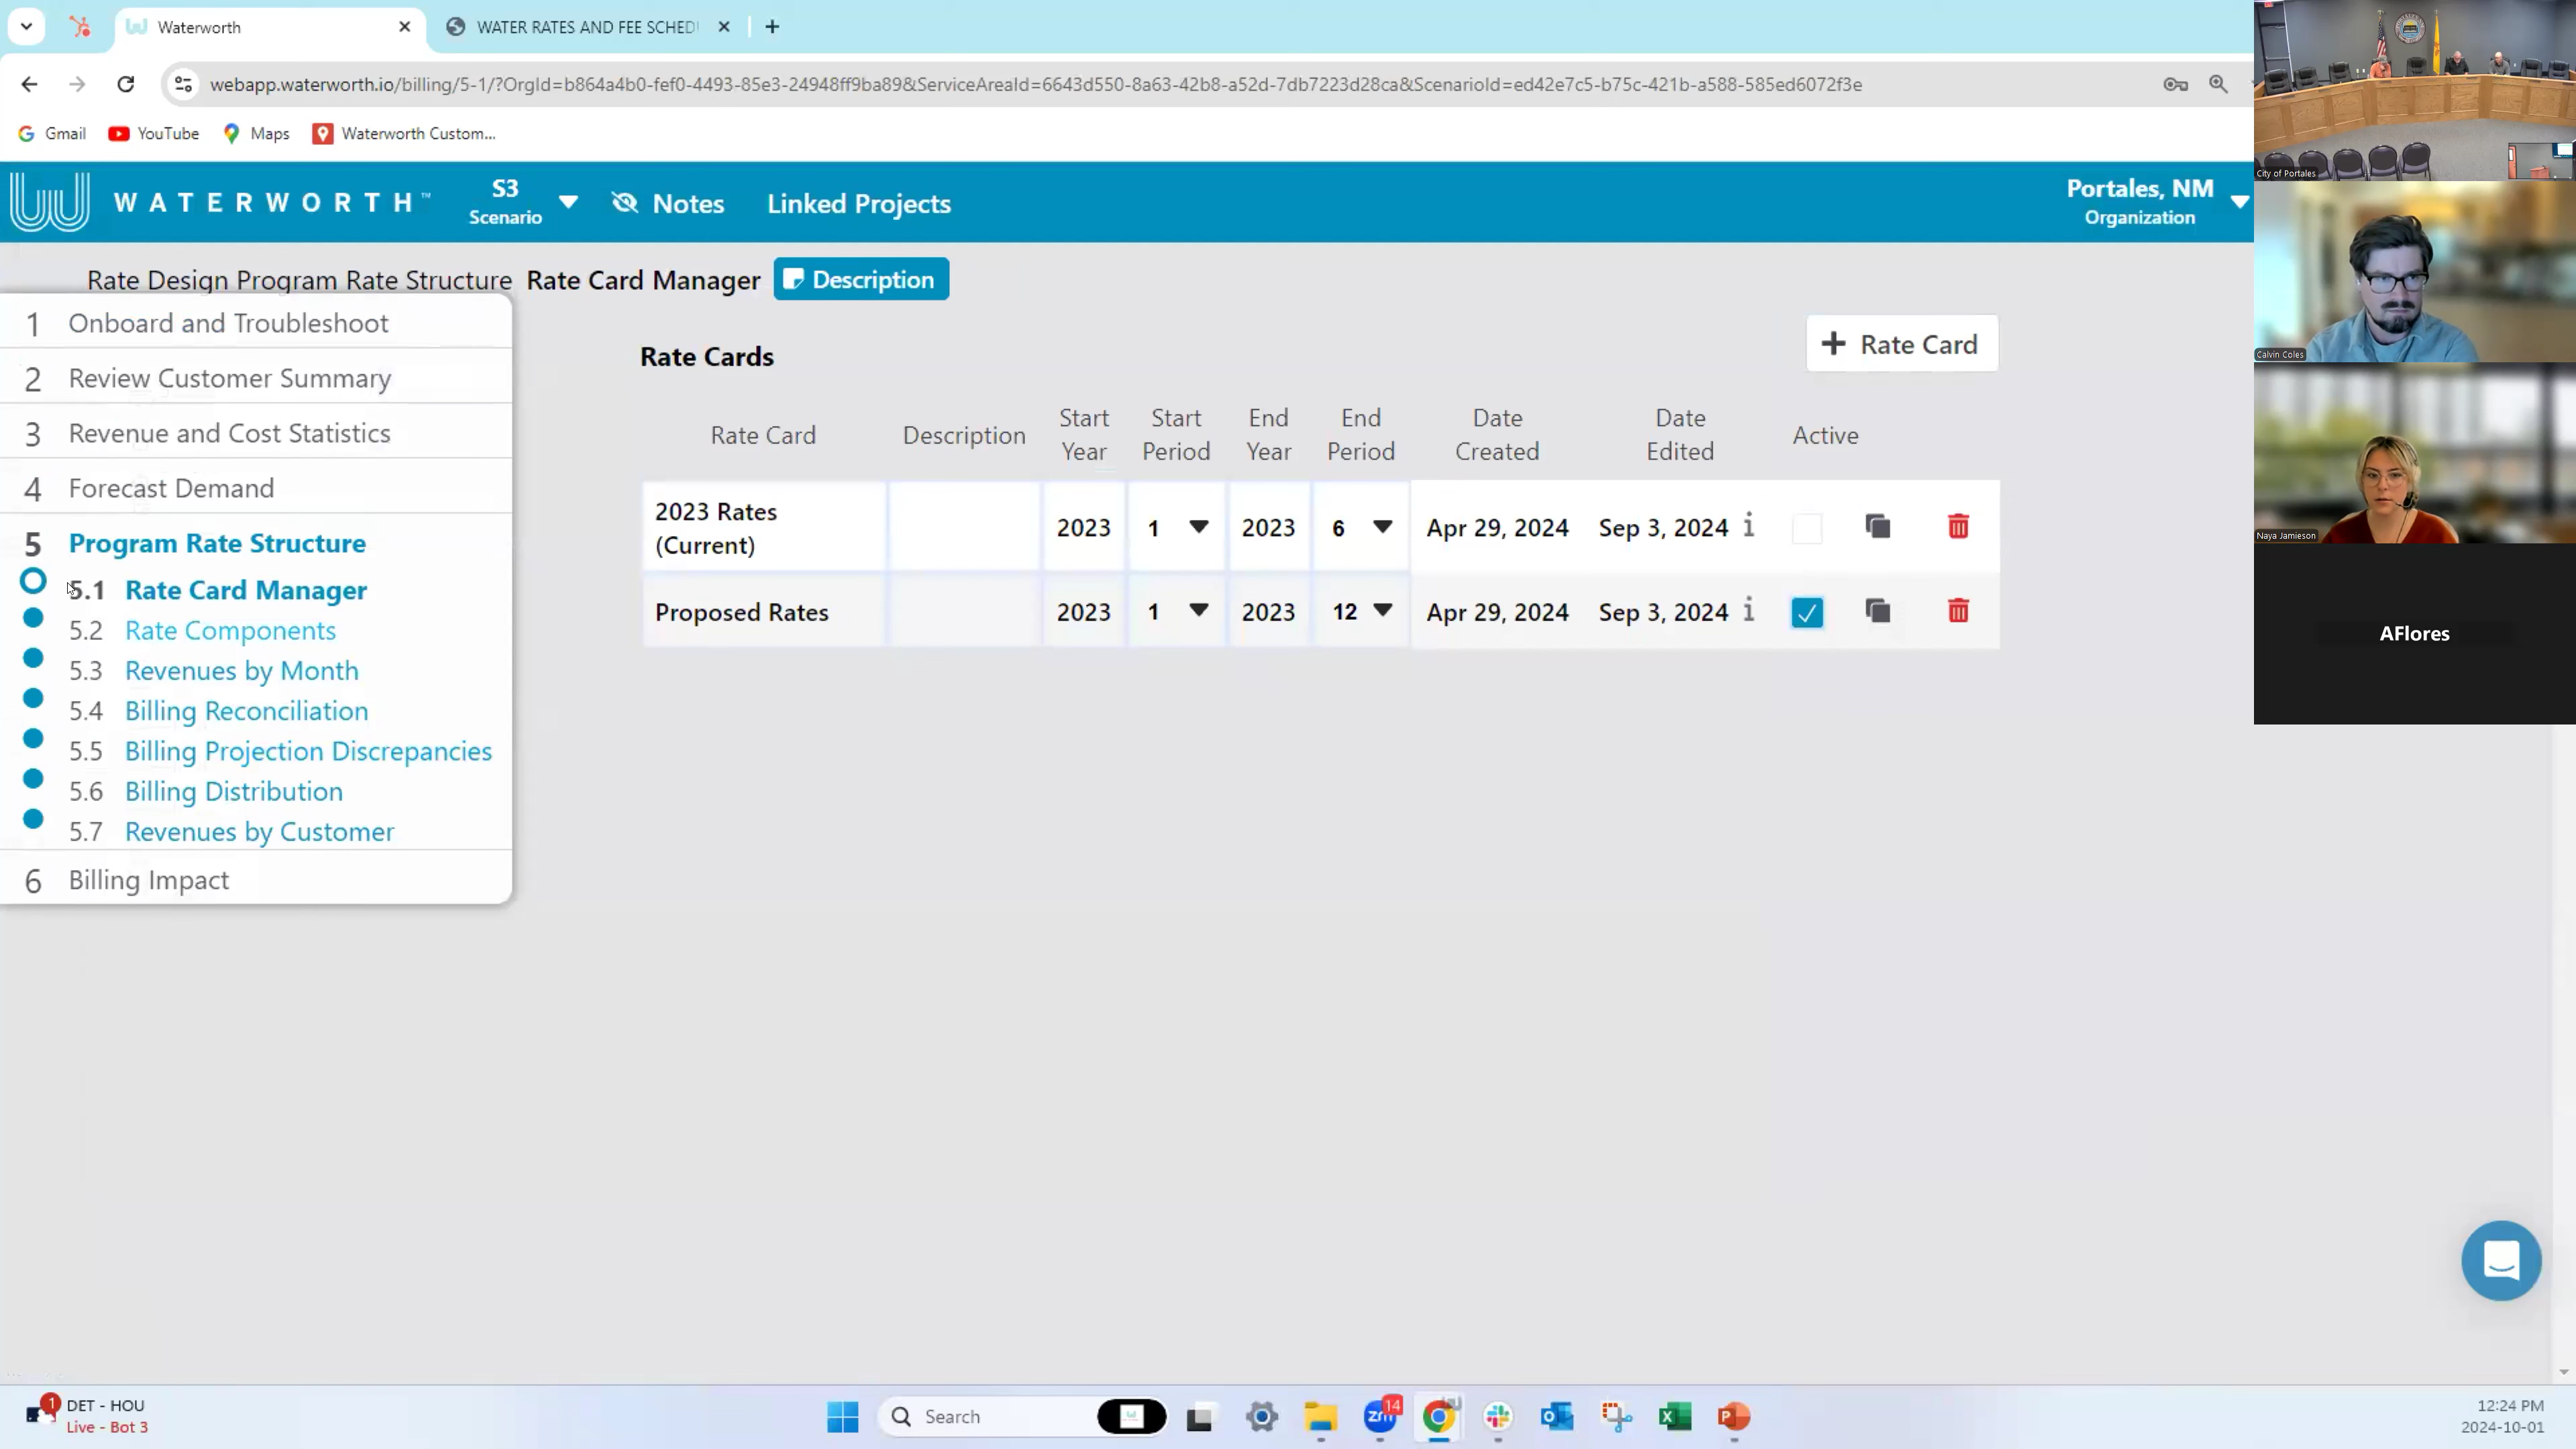 Waterworth
WATER RATES AND FEE SCHED
webapp.waterworth.io/billing/5-1/?OrgId=b864a4b0-fef0-4493-85e3-24948ff9ba89&ServiceAreaId=6643d550-8a63-42b8-a52d-7db7223d28ca&ScenarioId=ed42e7c5-b75c-421b-a588-585ed6072f3e
Gmail YouTube Maps Waterworth Custom...
WATERWORTH™
S3
Scenario
Notes
Linked Projects
Portales, NM
Organization
Rate Design Program Rate Structure Rate Card Manager Description
1 Onboard and Troubleshoot
2 Review Customer Summary
3 Revenue and Cost Statistics
4 Forecast Demand
5 Program Rate Structure
5.1 Rate Card Manager
5.2 Rate Components
5.3 Revenues by Month
5.4 Billing Reconciliation
5.5 Billing Projection Discrepancies
5.6 Billing Distribution
5.7 Revenues by Customer
6 Billing Impact
Rate Cards
+ Rate Card
Rate Card
Description
Start Year
Start Period
End Year
End Period
Date Created
Date Edited
Active
2023 Rates (Current) 2023 1 2023 6 Apr 29, 2024 Sep 3, 2024 i
Proposed Rates 2023 1 2023 12 Apr 29, 2024 Sep 3, 2024 i
City of Portales
Calvin Coles
Naya Jamieson
AFlores
1
DET - HOU
Live - Bot 3
Search
zm
14
12:24 PM
2024-10-01